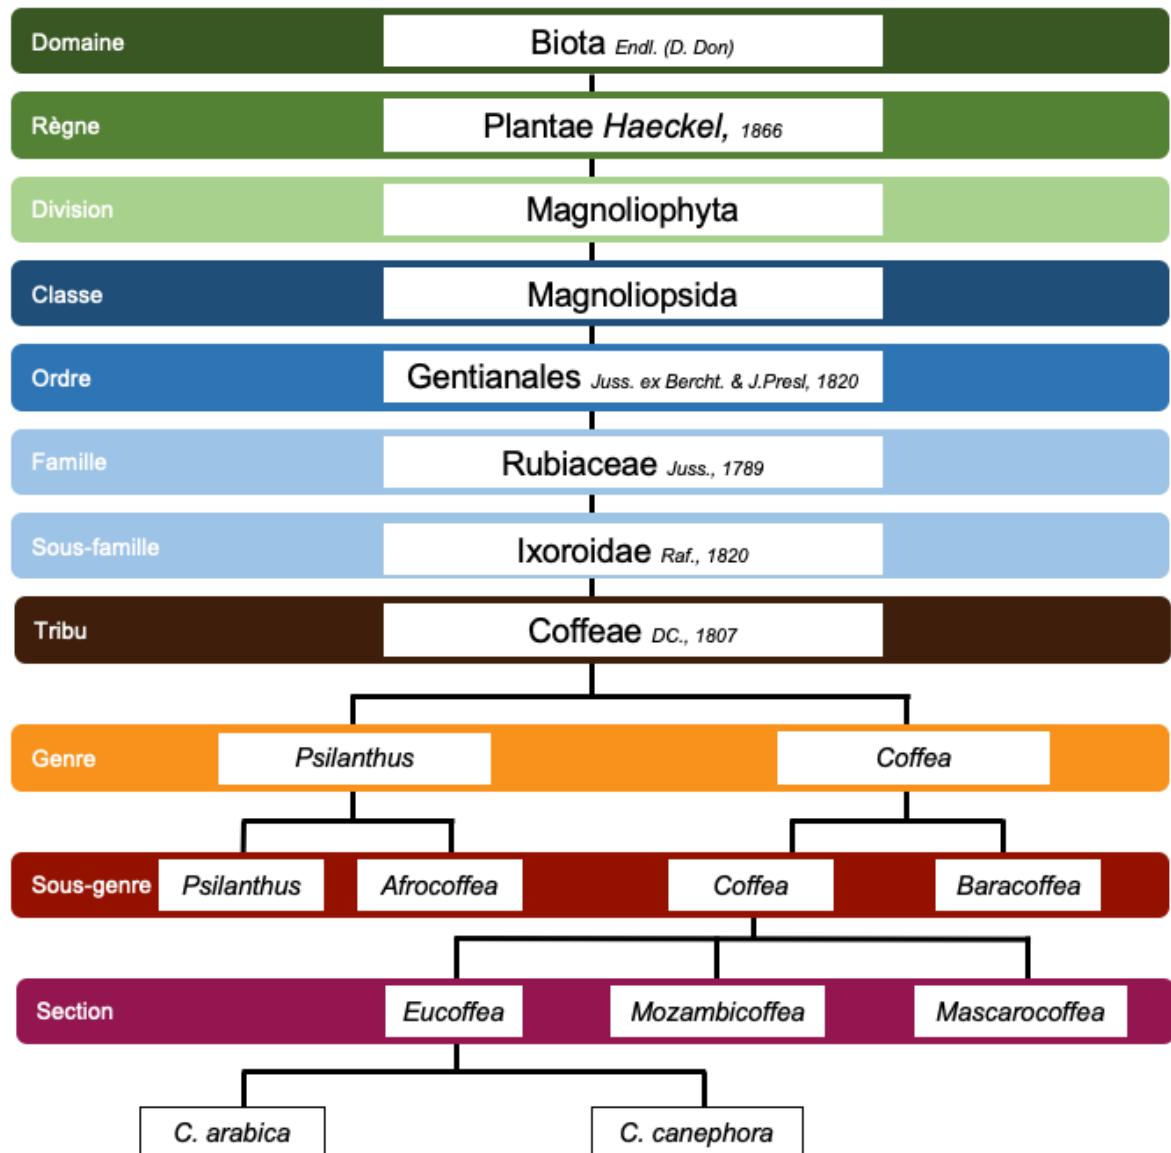 Domaine Biota Endl. (D. Don)
Règne Plantae Haeckel, 1866
Division Magnoliophyta
Classe Magnoliopsida
Ordre Gentianales Juss. ex Bercht. & J.Presl, 1820
Famille Rubiaceae Juss., 1789
Sous-famille Ixoroidae Raf., 1820
Tribu Coffeae DC., 1807
Genre Psilanthus Coffea
Sous-genre Psilanthus Afrocoffea Coffea Baracoffea
Section Eucoffea Mozambicoffea Mascarocoffea
C. arabica C. canephora